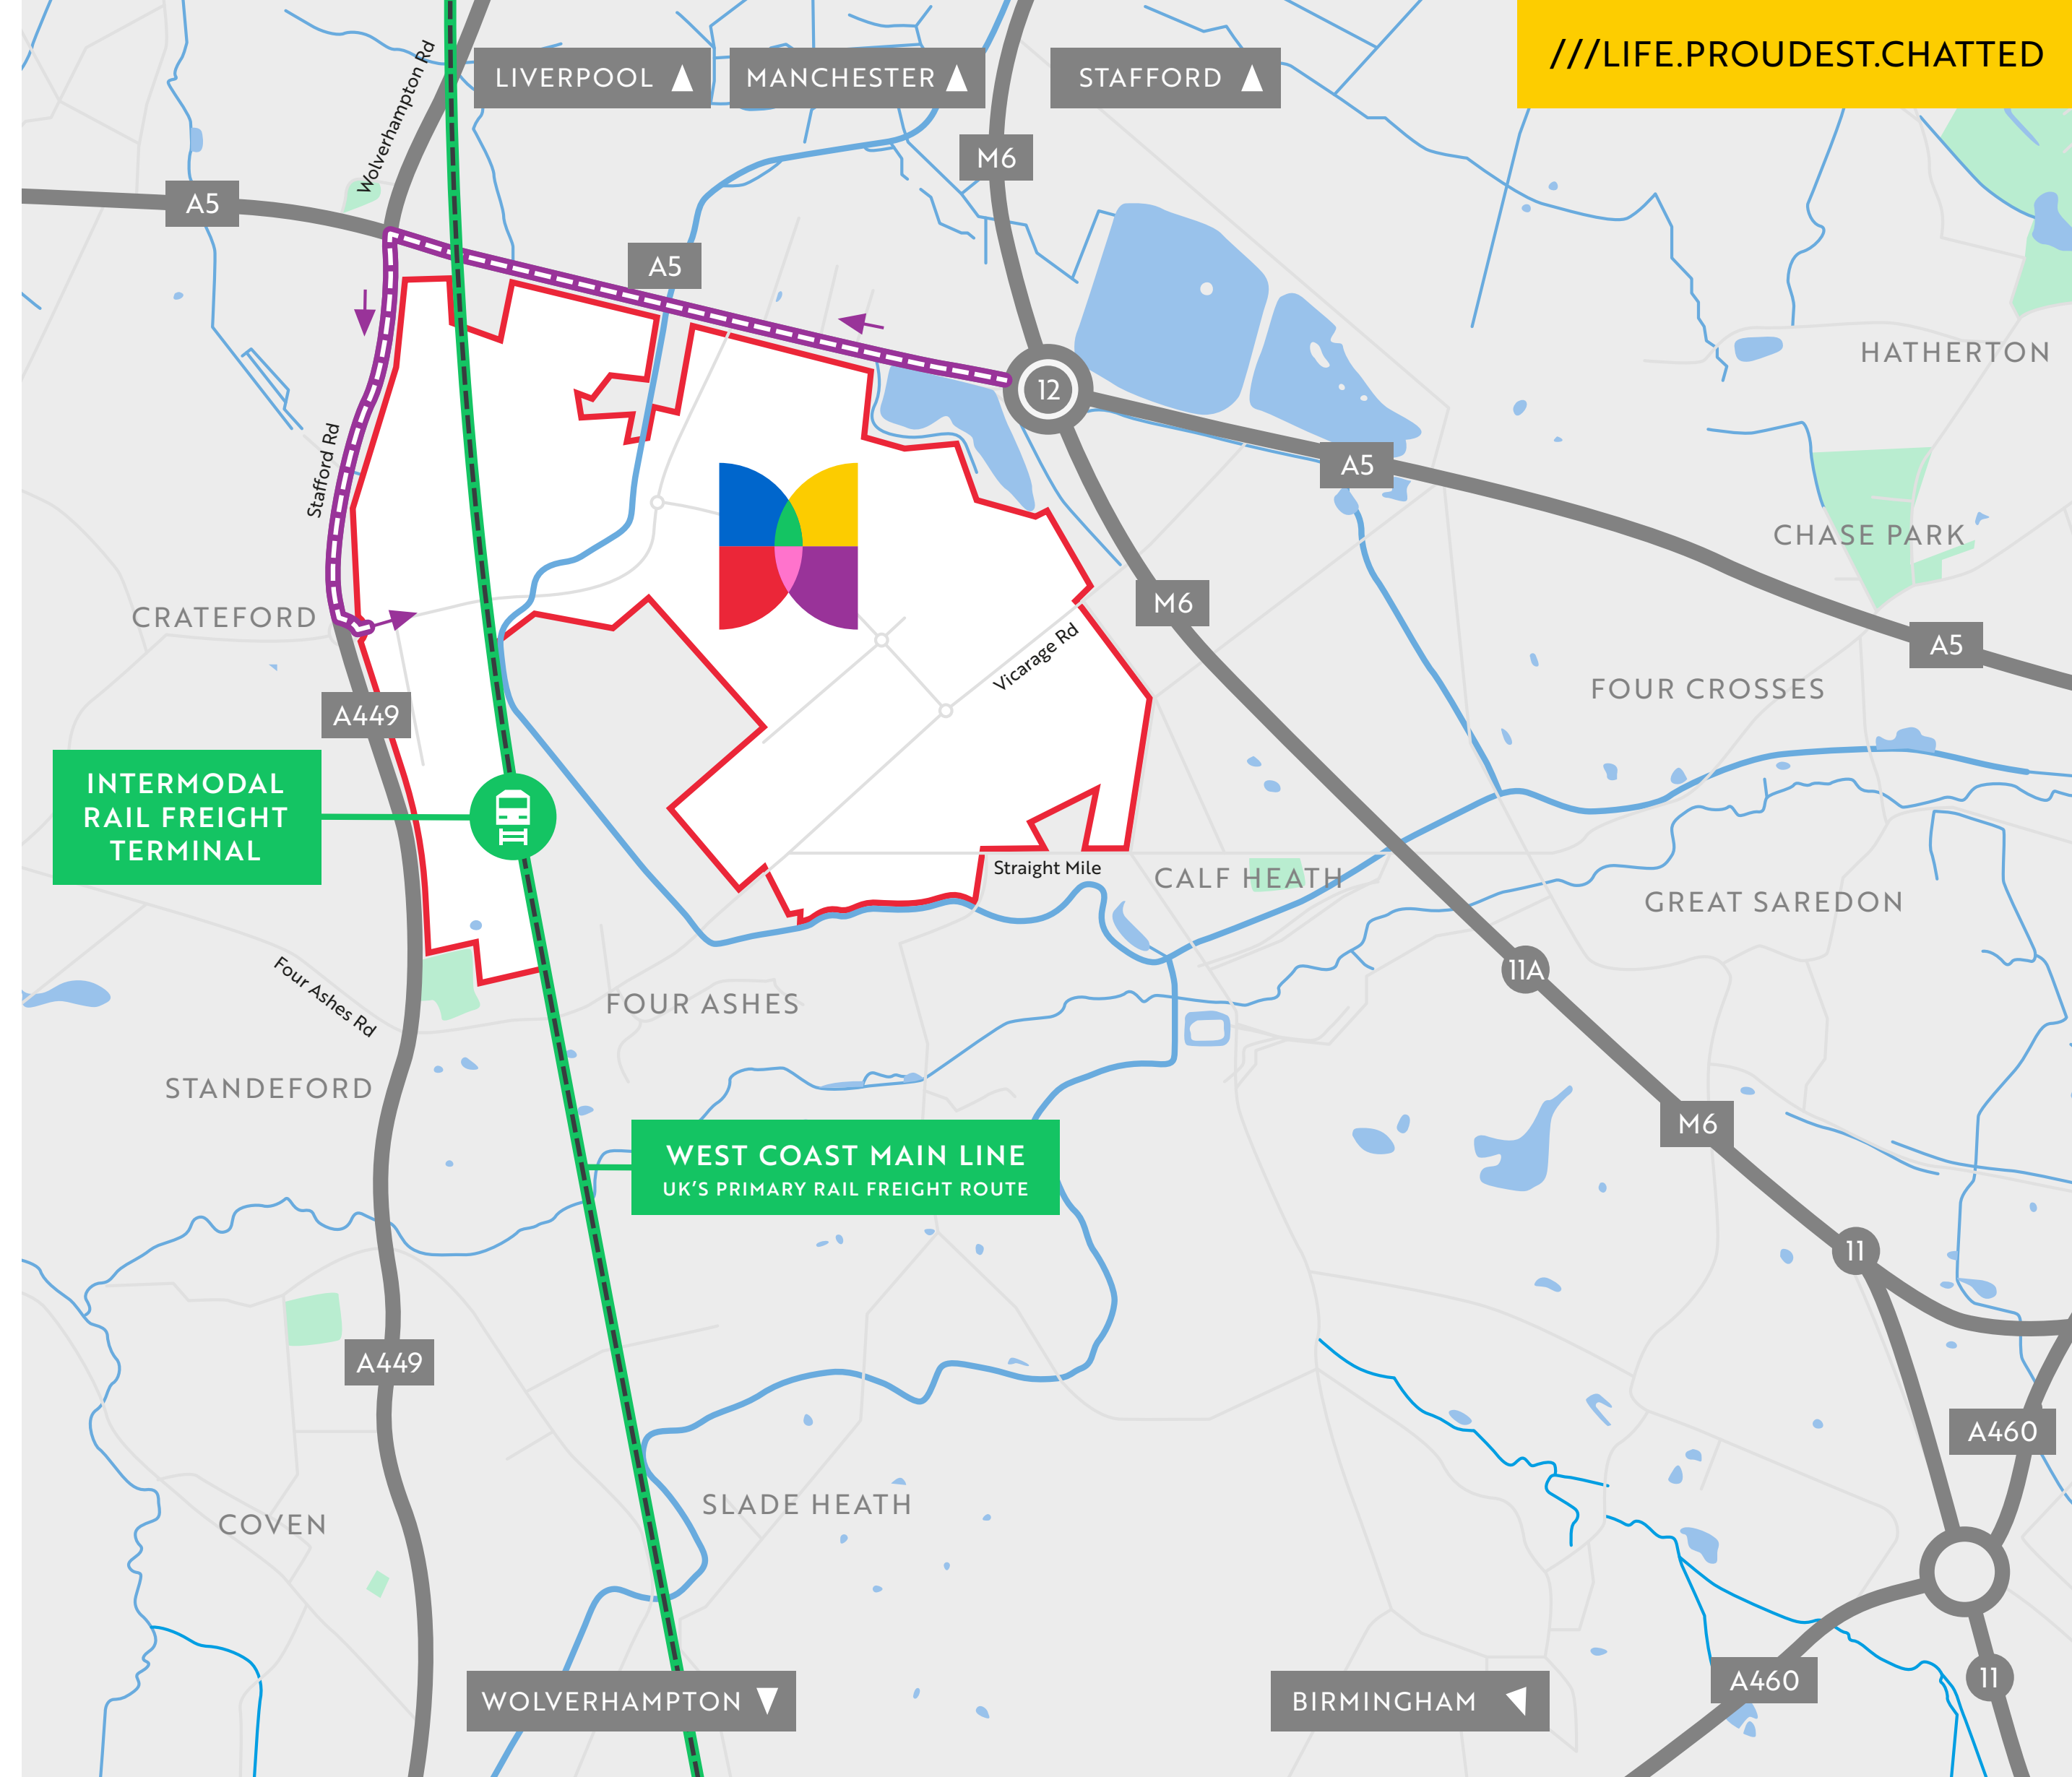 ///LIFE.PROUDEST.CHATTED
LIVERPOOL
MANCHESTER
STAFFORD
Wolverhampton Rd
M6
A5
A5
HATHERTON
12
A5
Stafford Rd
CHASE PARK
CRATEFORD
M6
Vicarage Rd
A5
FOUR CROSSES
A449
INTERMODAL
RAIL FREIGHT
TERMINAL
Straight Mile
CALF HEATH
GREAT SAREDON
11A
Four Ashes Rd
FOUR ASHES
STANDEFORD
M6
WEST COAST MAIN LINE
UK'S PRIMARY RAIL FREIGHT ROUTE
11
A449
A460
SLADE HEATH
COVEN
A460
11
WOLVERHAMPTON
BIRMINGHAM